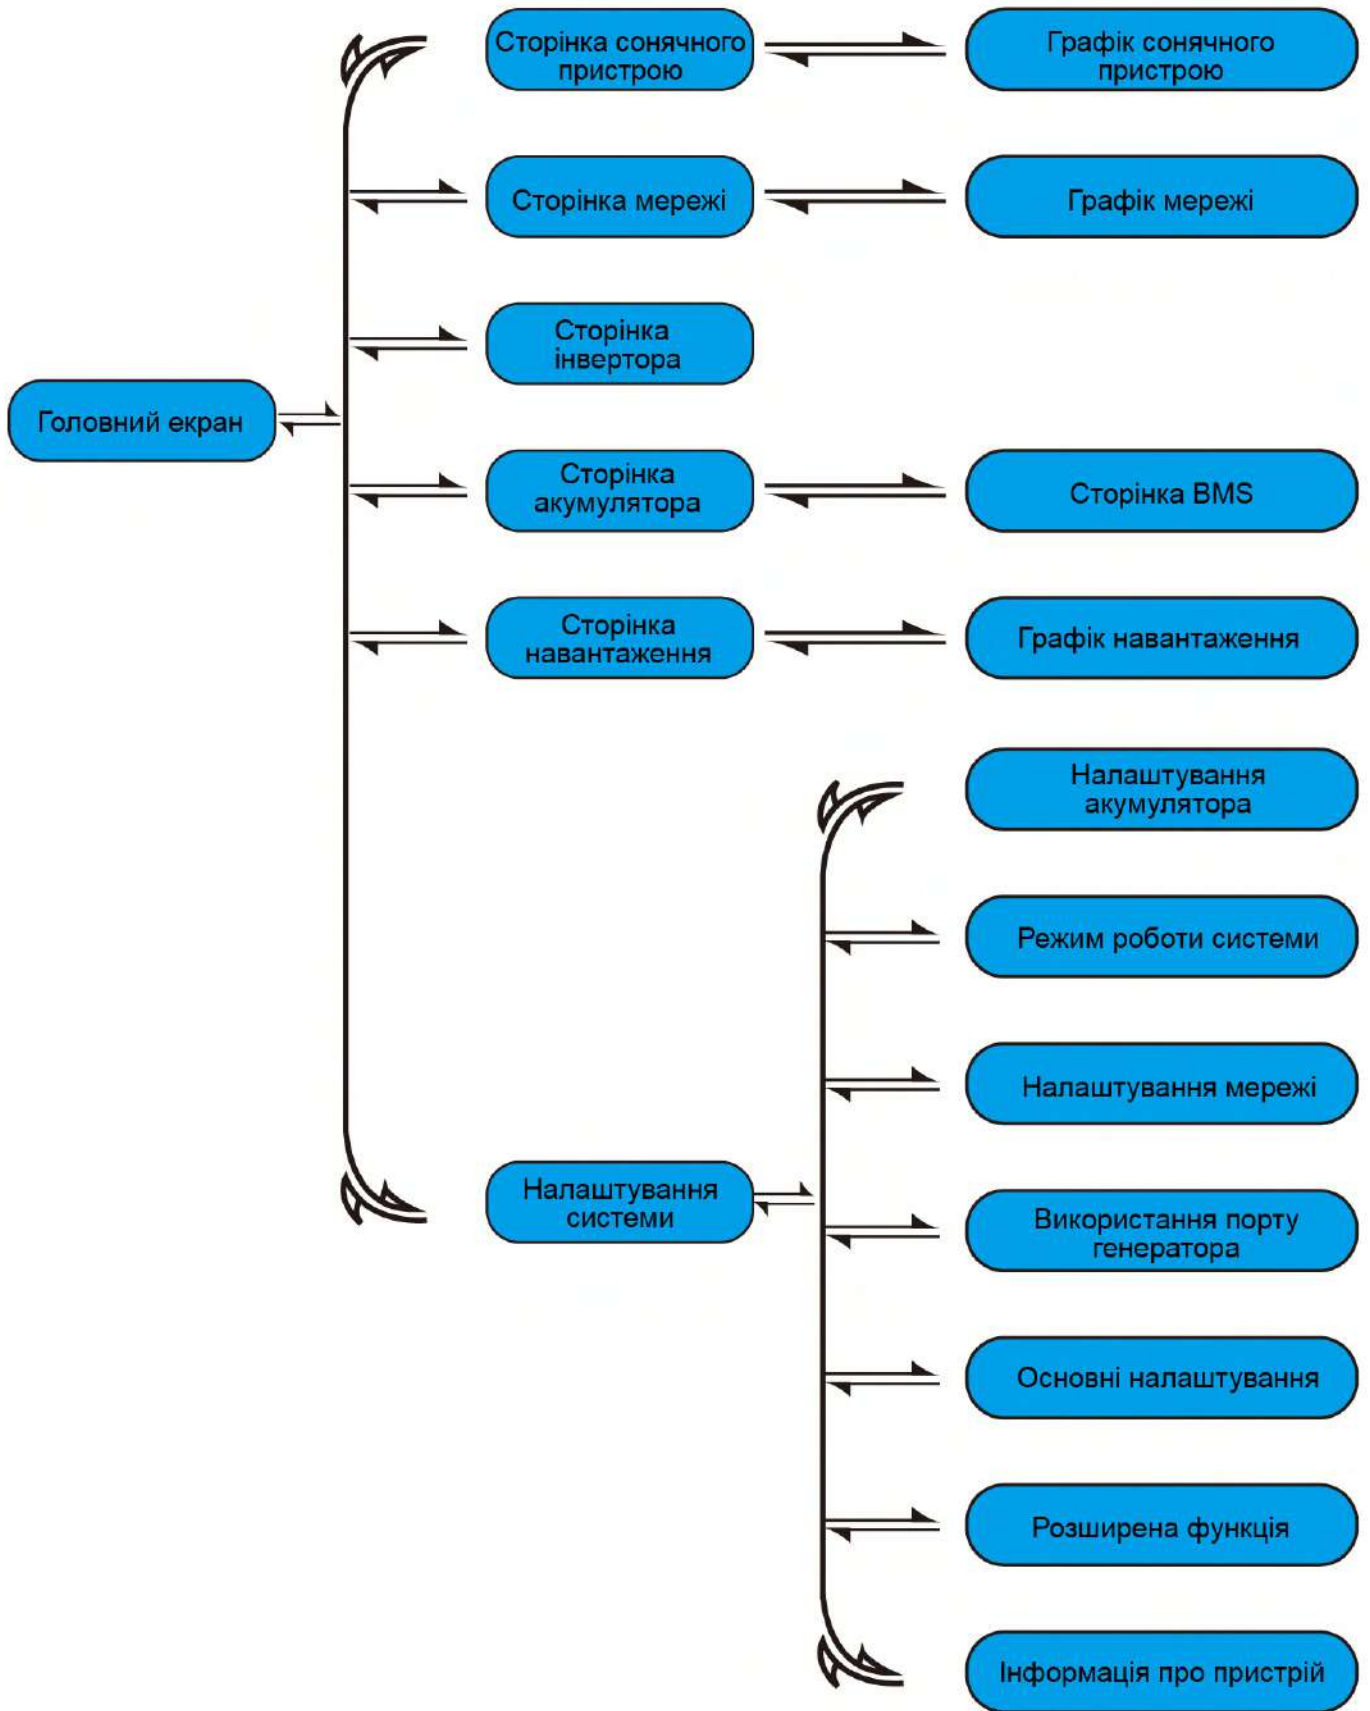 Сторінка сонячного
пристрою
Графік сонячного
пристрою
Сторінка мережі
Графік мережі
Сторінка
інвертора
Головний екран
Сторінка
акумулятора
Сторінка BMS
Сторінка
навантаження
Графік навантаження
Налаштування
акумулятора
Режим роботи системи
Налаштування мережі
Налаштування
системи
Використання порту
генератора
Основні налаштування
Розширена функція
Інформація про пристрій